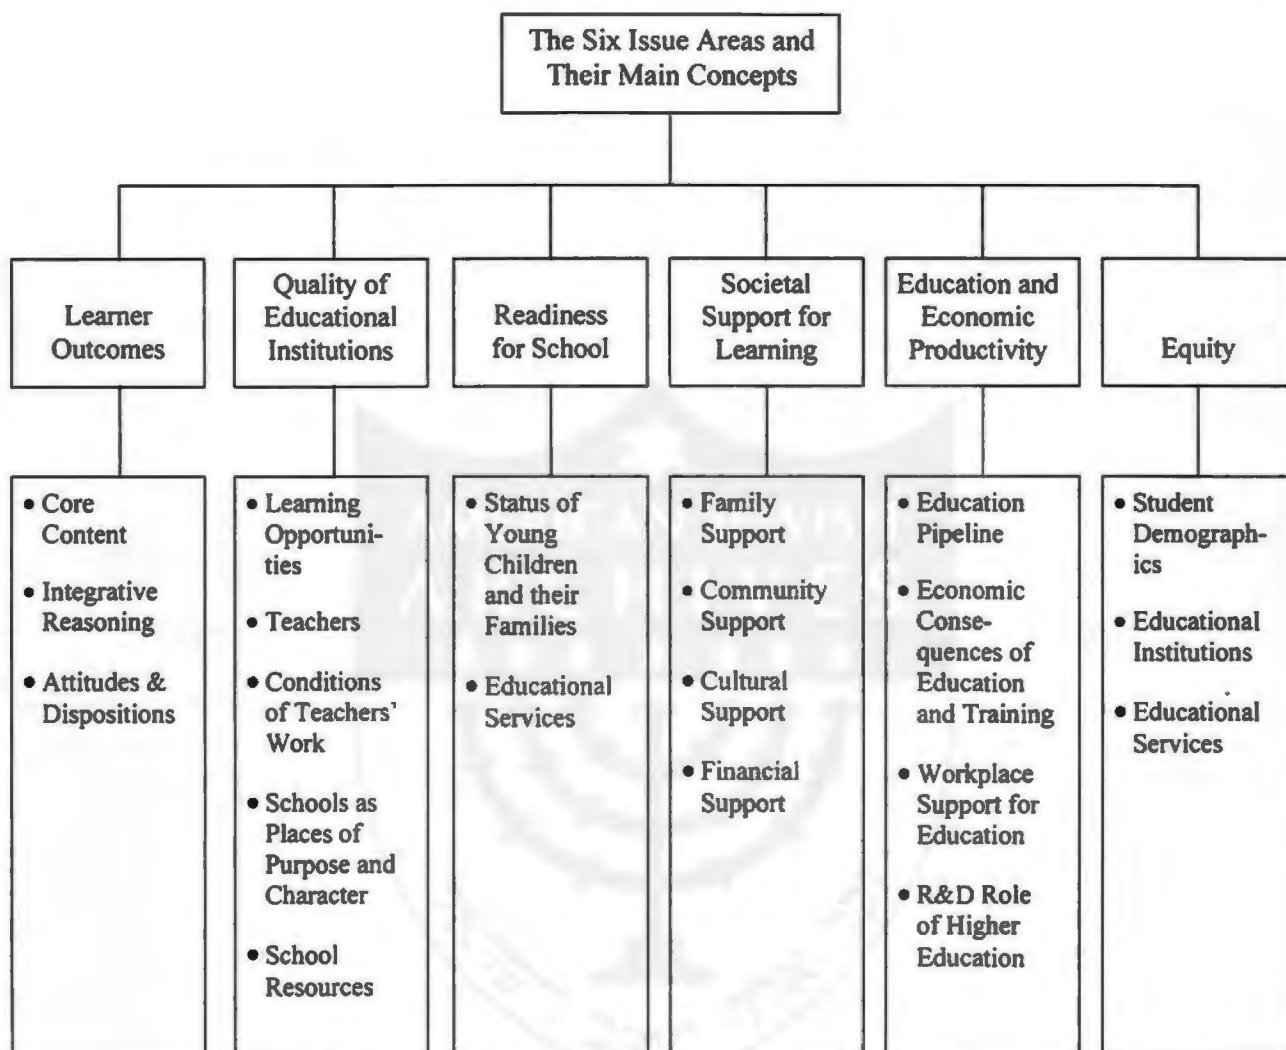 The Six Issue Areas and
Their Main Concepts
Learner
Outcomes
Quality of
Educational
Institutions
Readiness
for School
Societal
Support for
Learning
Education and
Economic
Productivity
Equity
• Core
Content
• Integrative
Reasoning
• Attitudes &
Dispositions
• Learning
Opportuni-
ties
• Teachers
• Conditions
of Teachers'
Work
• Schools as
Places of
Purpose and
Character
• School
Resources
• Status of
Young
Children
and their
Families
• Educational
Services
• Family
Support
• Community
Support
• Cultural
Support
• Financial
Support
• Education
Pipeline
• Economic
Conse-
quences of
Education
and Training
• Workplace
Support for
Education
• R&D Role
of Higher
Education
• Student
Demograph-
ics
• Educational
Institutions
• Educational
Services